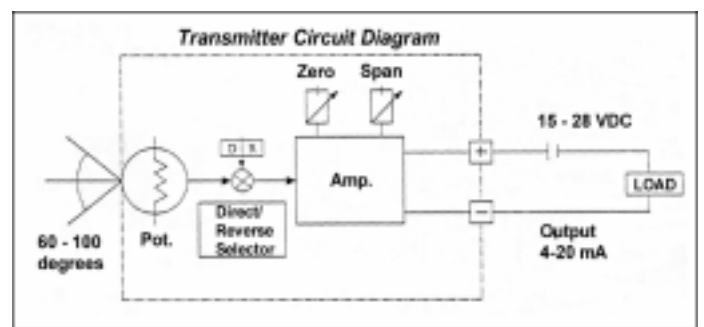 Transmitter Circuit Diagram
Zero
Span
15 - 28 VDC
D R
+
Amp.
LOAD
Direct/
Reverse
Selector
−
60 - 100
degrees
Pot.
Output
4-20 mA